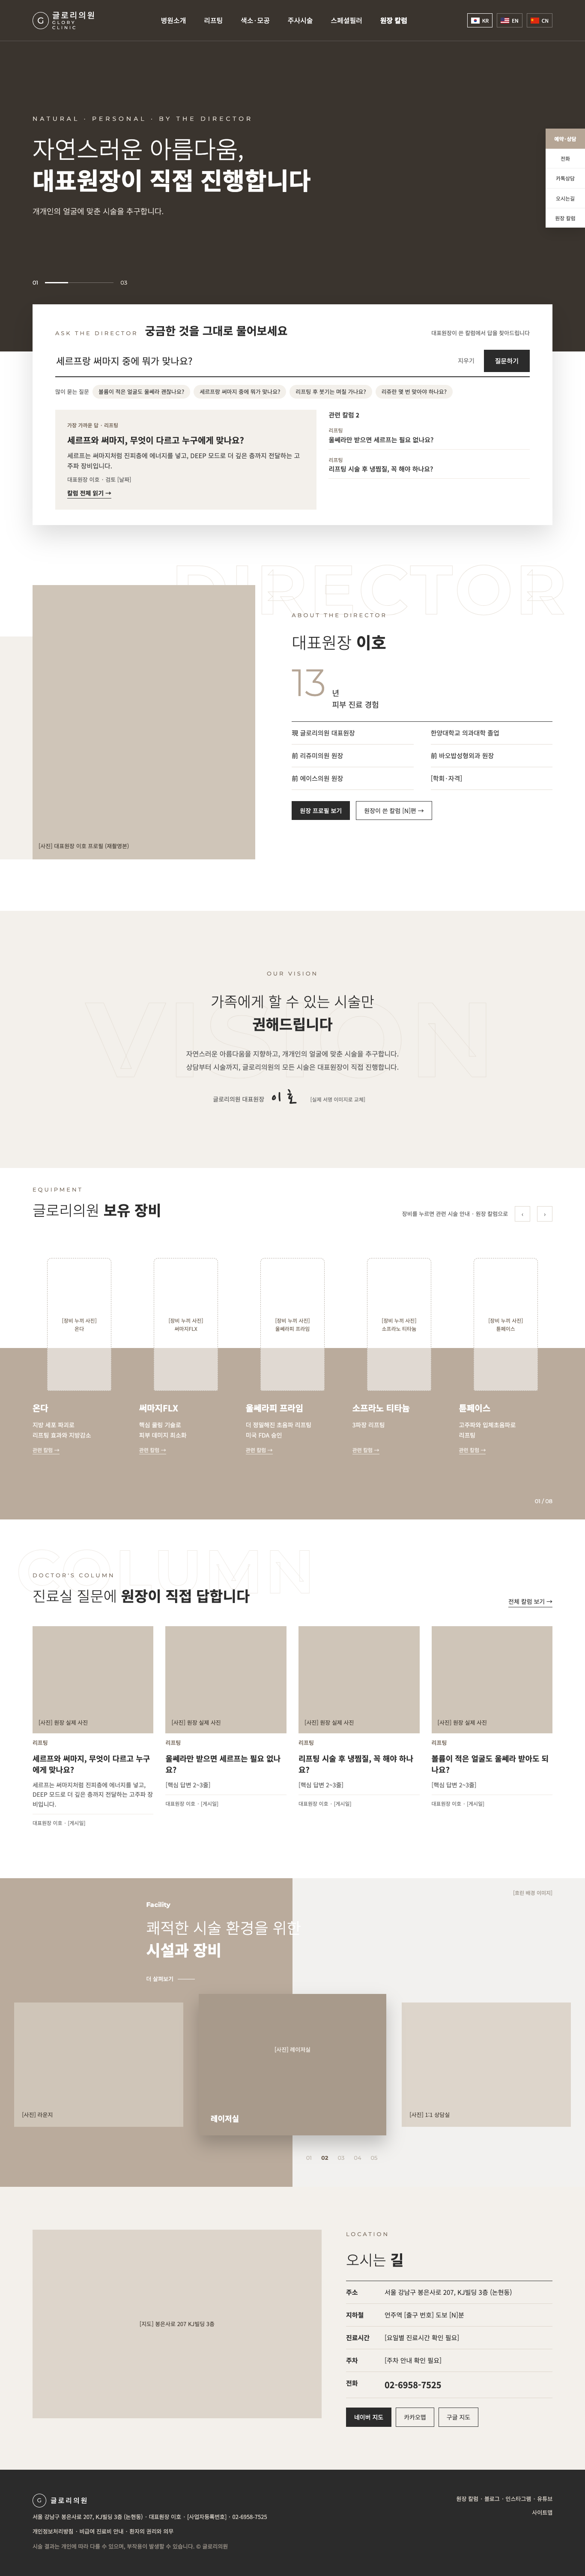 글로리의원
GLORY
CLINIC
병원소개 리프팅 색소·모공 주사시술 스페셜필러 원장 칼럼
KR EN CN
NATURAL · PERSONAL · BY THE DIRECTOR
자연스러운 아름다움,
대표원장이 직접 진행합니다
개개인의 얼굴에 맞춘 시술을 추구합니다.
예약·상담
전화
카톡상담
오시는길
원장 칼럼
01 03
ASK THE DIRECTOR 궁금한 것을 그대로 물어보세요
대표원장이 쓴 칼럼에서 답을 찾아드립니다
세르프랑 써마지 중에 뭐가 맞나요?
지우기 질문하기
많이 묻는 질문 볼륨이 적은 얼굴도 울쎄라 괜찮나요? 세르프랑 써마지 중에 뭐가 맞나요? 리프팅 후 붓기는 며칠 가나요? 리쥬란 몇 번 맞아야 하나요?
가장 가까운 답 · 리프팅
세르프와 써마지, 무엇이 다르고 누구에게 맞나요?
세르프는 써마지처럼 진피층에 에너지를 넣고, DEEP 모드로 더 깊은 층까지 전달하는 고
주파 장비입니다.
대표원장 이호 · 검토 [날짜]
칼럼 전체 읽기 →
관련 칼럼 2
리프팅
울쎄라만 받으면 세르프는 필요 없나요?
리프팅
리프팅 시술 후 냉찜질, 꼭 해야 하나요?
DIRECTOR
ABOUT THE DIRECTOR
대표원장 이호
13 년
피부 진료 경험
現 글로리의원 대표원장
한양대학교 의과대학 졸업
前 리쥬미의원 원장
前 바오밥성형외과 원장
前 에이스의원 원장
[학회·자격]
원장 프로필 보기
원장이 쓴 칼럼 [N]편 →
[사진] 대표원장 이호 프로필 (재촬영본)
VISION
OUR VISION
가족에게 할 수 있는 시술만
권해드립니다
자연스러운 아름다움을 지향하고, 개개인의 얼굴에 맞춘 시술을 추구합니다.
상담부터 시술까지, 글로리의원의 모든 시술은 대표원장이 직접 진행합니다.
글로리의원 대표원장 이호 [실제 서명 이미지로 교체]
EQUIPMENT
글로리의원 보유 장비
장비를 누르면 관련 시술 안내 · 원장 칼럼으로 ‹ ›
[장비 누끼 사진]
온다
[장비 누끼 사진]
써마지FLX
[장비 누끼 사진]
울쎄라피 프라임
[장비 누끼 사진]
소프라노 티타늄
[장비 누끼 사진]
튠페이스
온다
지방 세포 파괴로
리프팅 효과와 지방감소
관련 칼럼 →
써마지FLX
핵심 쿨링 기술로
피부 데미지 최소화
관련 칼럼 →
울쎄라피 프라임
더 정밀해진 초음파 리프팅
미국 FDA 승인
관련 칼럼 →
소프라노 티타늄
3파장 리프팅
관련 칼럼 →
튠페이스
고주파와 입체초음파로
리프팅
관련 칼럼 →
01 / 08
COLUMN
DOCTOR'S COLUMN
진료실 질문에 원장이 직접 답합니다
전체 칼럼 보기 →
[사진] 원장 실제 사진
[사진] 원장 실제 사진
[사진] 원장 실제 사진
[사진] 원장 실제 사진
리프팅
세르프와 써마지, 무엇이 다르고 누구
에게 맞나요?
세르프는 써마지처럼 진피층에 에너지를 넣고,
DEEP 모드로 더 깊은 층까지 전달하는 고주파 장
비입니다.
대표원장 이호 · [게시일]
리프팅
울쎄라만 받으면 세르프는 필요 없나
요?
[핵심 답변 2~3줄]
대표원장 이호 · [게시일]
리프팅
리프팅 시술 후 냉찜질, 꼭 해야 하나
요?
[핵심 답변 2~3줄]
대표원장 이호 · [게시일]
리프팅
볼륨이 적은 얼굴도 울쎄라 받아도 되
나요?
[핵심 답변 2~3줄]
대표원장 이호 · [게시일]
Facility
쾌적한 시술 환경을 위한
시설과 장비
더 살펴보기
[흐린 배경 이미지]
[사진] 라운지
[사진] 레이저실
레이저실
[사진] 1:1 상담실
01 02 03 04 05
[지도] 봉은사로 207 KJ빌딩 3층
LOCATION
오시는 길
주소 서울 강남구 봉은사로 207, KJ빌딩 3층 (논현동)
지하철 언주역 [출구 번호] 도보 [N]분
진료시간 [요일별 진료시간 확인 필요]
주차 [주차 안내 확인 필요]
전화 02-6958-7525
네이버 지도 카카오맵 구글 지도
G 글로리의원
서울 강남구 봉은사로 207, KJ빌딩 3층 (논현동) · 대표원장 이호 · [사업자등록번호] · 02-6958-7525
개인정보처리방침 · 비급여 진료비 안내 · 환자의 권리와 의무
시술 결과는 개인에 따라 다를 수 있으며, 부작용이 발생할 수 있습니다. © 글로리의원
원장 칼럼 · 블로그 · 인스타그램 · 유튜브
사이트맵